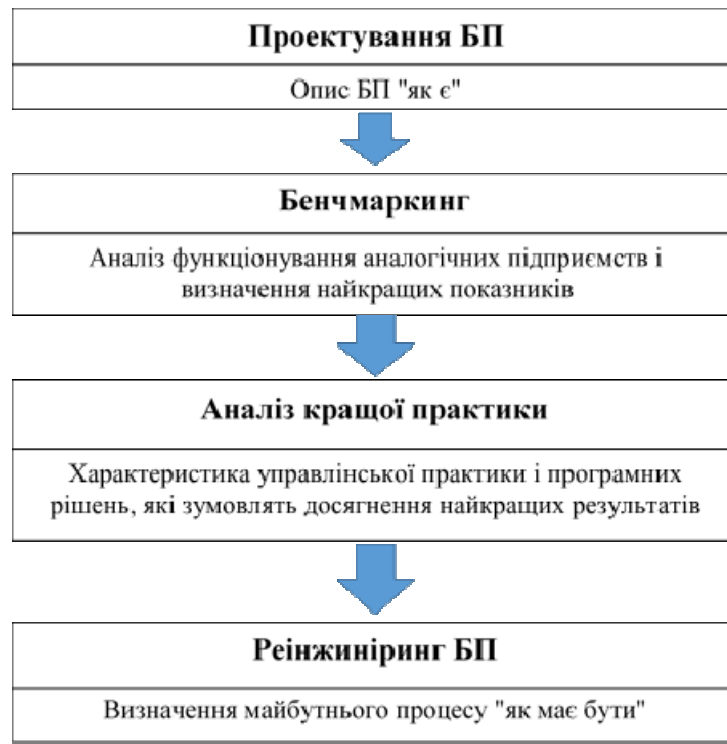 Проектування БП
Опис БП "як є"
Бенчмаркинг
Аналіз функціонування аналогічних підприємств і
визначення найкращих показників
Аналіз кращої практики
Характеристика управлінської практики і програмних
рішень, які зумовлять досягнення найкращих результатів
Реінжиніринг БП
Визначення майбутнього процесу "як має бути"